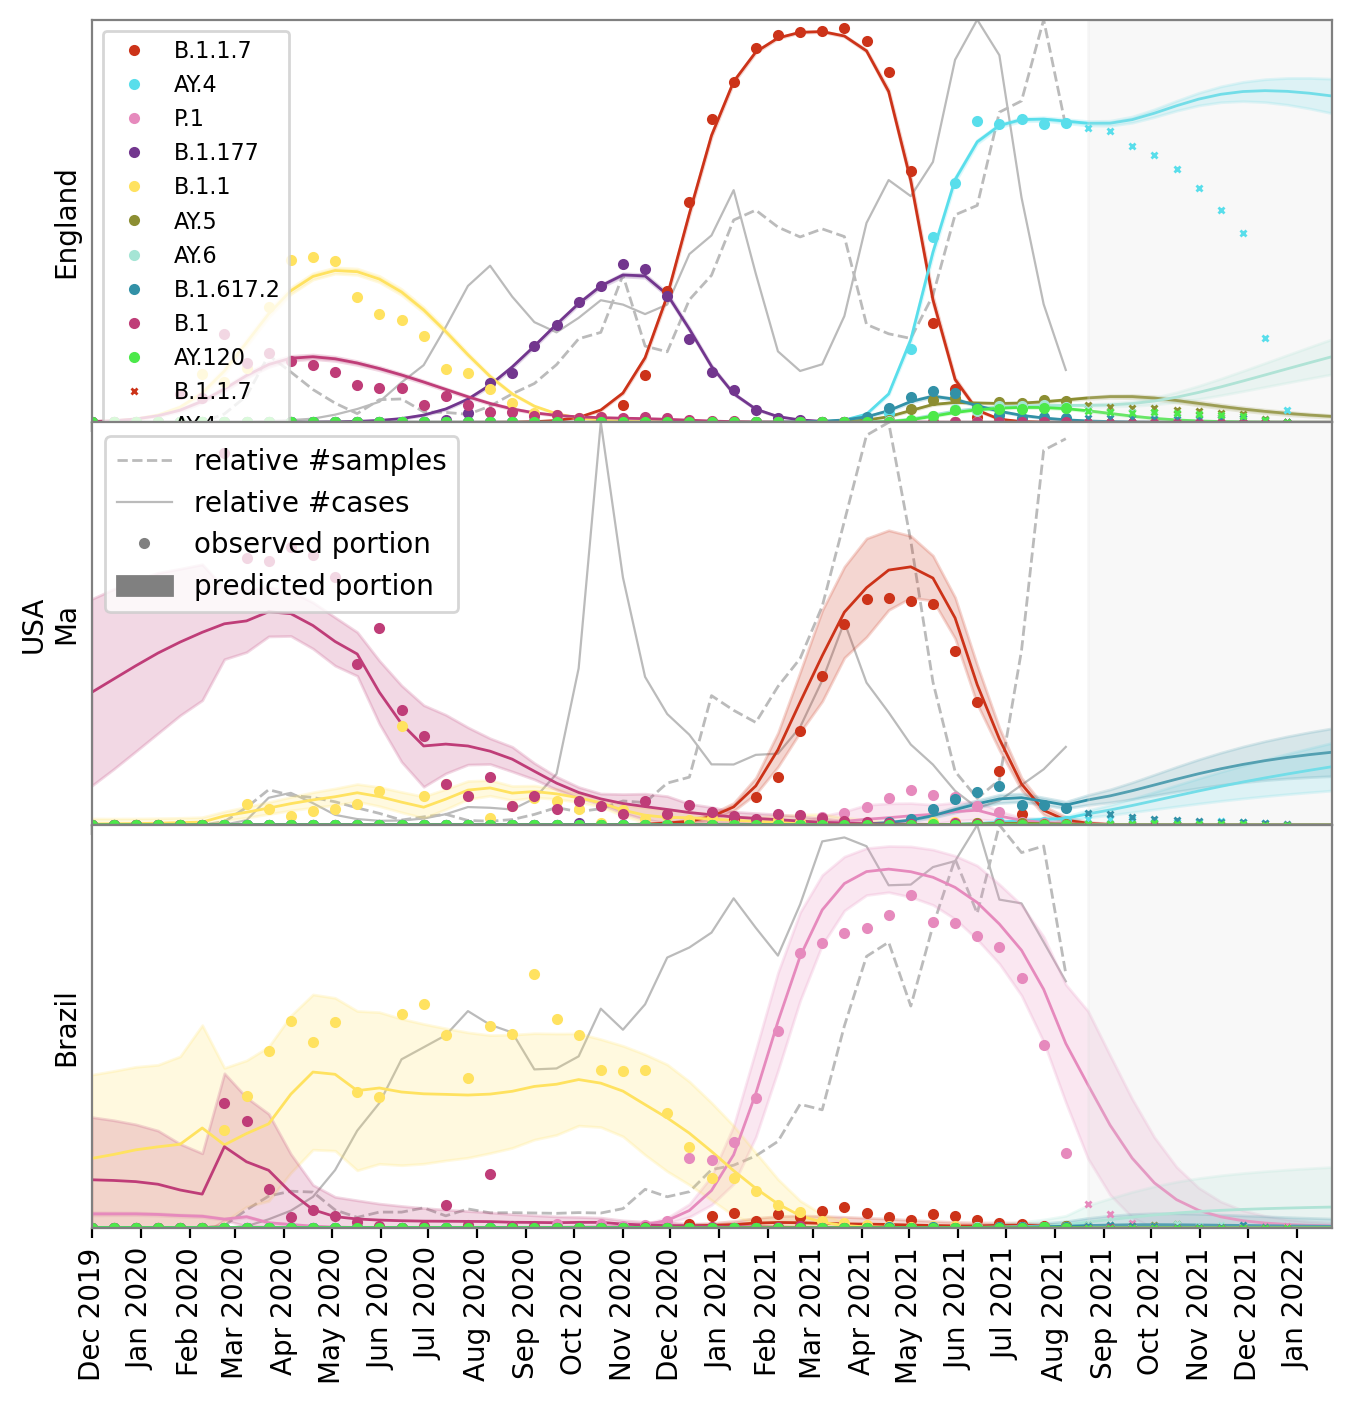 England
B.1.1.7
AY.4
P.1
B.1.177
B.1.1
AY.5
AY.6
B.1.617.2
B.1
AY.120
B.1.1.7
AY.4
USA
Ma
relative #samples
relative #cases
observed portion
predicted portion
Brazil
Dec 2019
Jan 2020
Feb 2020
Mar 2020
Apr 2020
May 2020
Jun 2020
Jul 2020
Aug 2020
Sep 2020
Oct 2020
Nov 2020
Dec 2020
Jan 2021
Feb 2021
Mar 2021
Apr 2021
May 2021
Jun 2021
Jul 2021
Aug 2021
Sep 2021
Oct 2021
Nov 2021
Dec 2021
Jan 2022